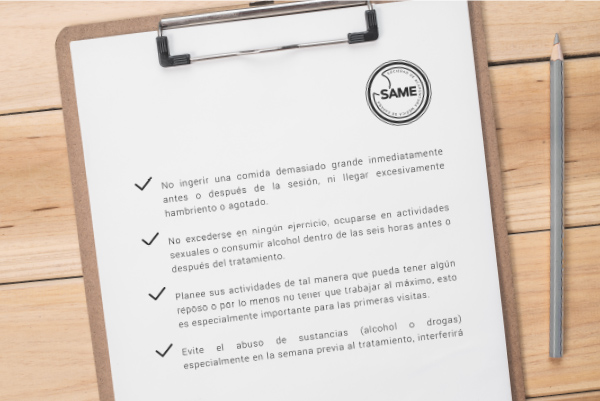 SAME
No ingerir una comida demasiado grande inmediatamente
antes o después de la sesión, ni llegar excesivamente
hambriento o agotado.
No excederse en ningún ejercicio, ocuparse en actividades
sexuales o consumir alcohol dentro de las seis horas antes o
después del tratamiento.
Planee sus actividades de tal manera que pueda tener algún
reposo o por lo menos no tener que trabajar al máximo, esto
es especialmente importante para las primeras visitas.
Evite el abuso de sustancias (alcohol o drogas)
especialmente en la semana previa al tratamiento, interferirá